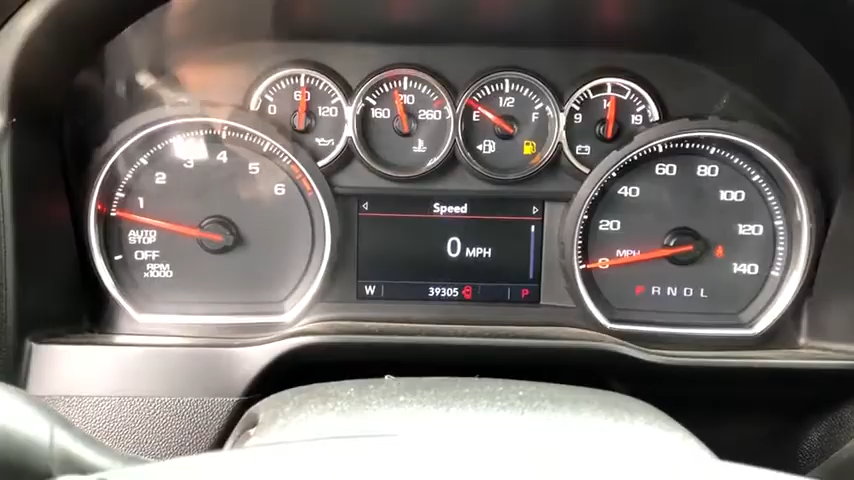 0 60 120
160 210 260
E 1/2 F
9 14 19
1 2 3 4 5 6
AUTO
STOP
OFF
RPM
x1000
Speed
0 MPH
W 39305 P
0 20 40 60 80 100 120 140
MPH
P R N D L